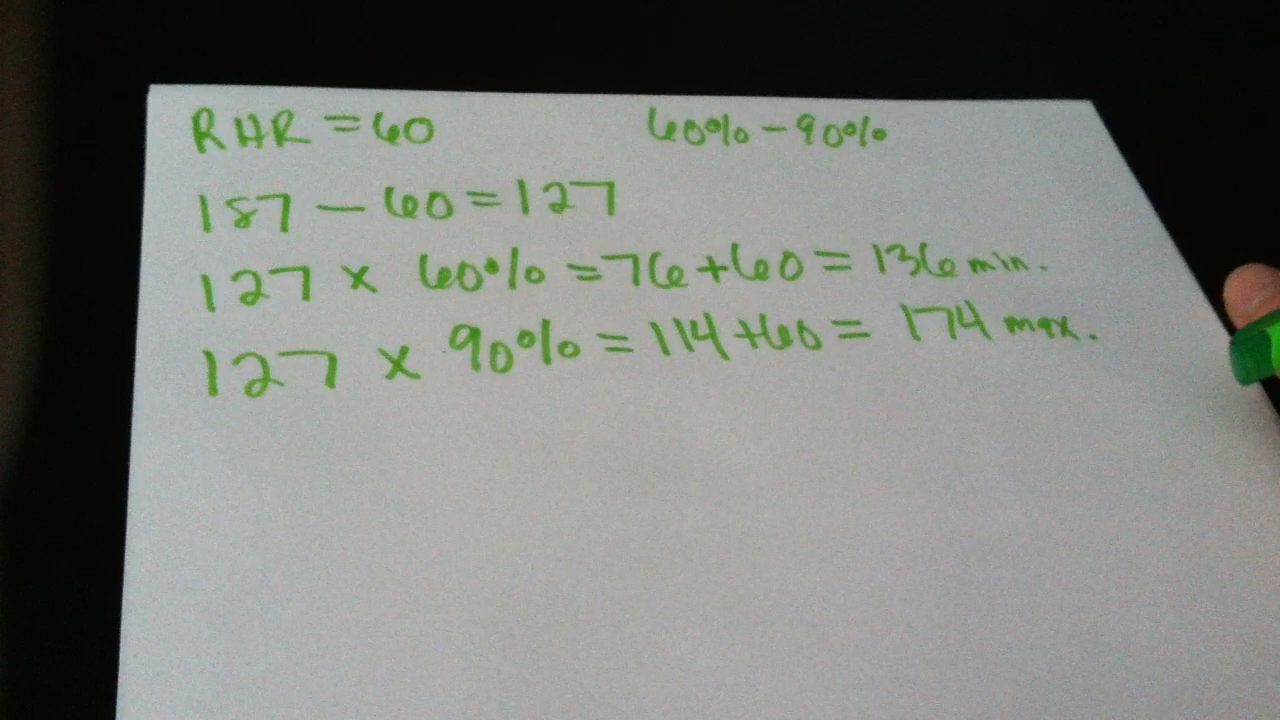 RHR = 60 60% - 90%
187 - 60 = 127
127 x 60% = 76 + 60 = 136 min.
127 x 90% = 114 + 60 = 174 max.